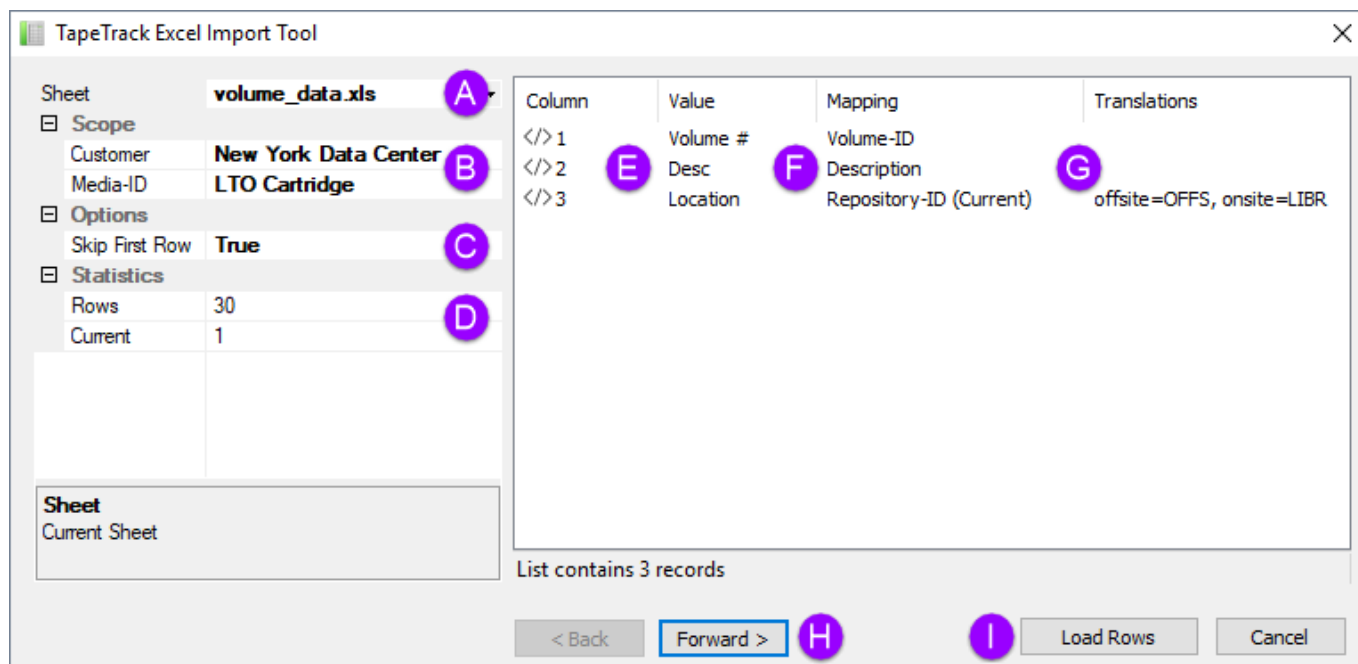 TapeTrack Excel Import Tool
Sheet volume_data.xls A
Scope
Customer New York Data Center
B
Media-ID LTO Cartridge
Options
Skip First Row True C
Statistics
Rows 30
D
Current 1
Sheet
Current Sheet
Column Value Mapping Translations
</> 1 Volume # Volume-ID
</> 2 E Desc F Description G
</> 3 Location Repository-ID (Current) offsite=OFFS, onsite=LIBR
List contains 3 records
< Back Forward > H I Load Rows Cancel